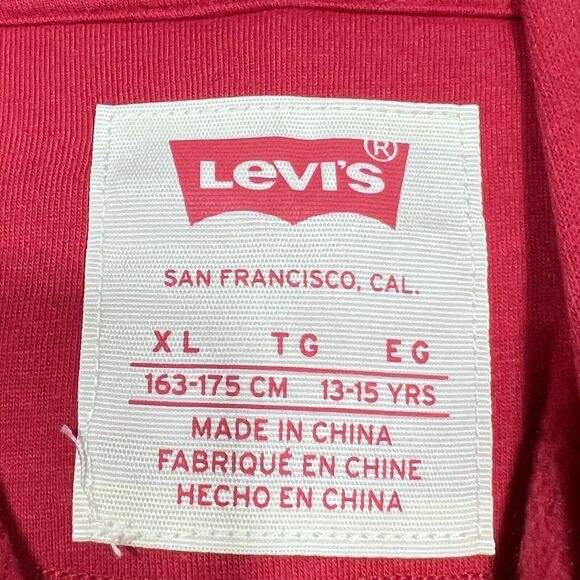 Levi's®
SAN FRANCISCO, CAL.
XL TG EG
163-175 CM 13-15 YRS
MADE IN CHINA
FABRIQUÉ EN CHINE
HECHO EN CHINA